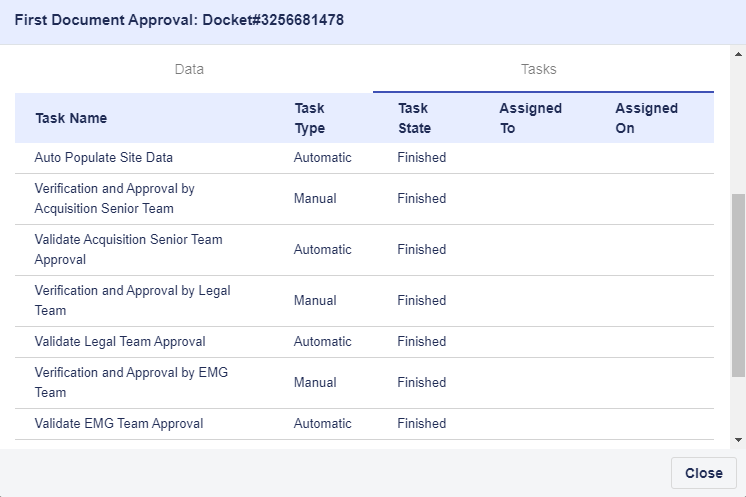 First Document Approval: Docket#3256681478
Data
Tasks
Task Name
Task
Type
Task
State
Assigned
To
Assigned
On
Auto Populate Site Data
Automatic
Finished
Verification and Approval by
Acquisition Senior Team
Manual
Finished
Validate Acquisition Senior Team
Approval
Automatic
Finished
Verification and Approval by Legal
Team
Manual
Finished
Validate Legal Team Approval
Automatic
Finished
Verification and Approval by EMG
Team
Manual
Finished
Validate EMG Team Approval
Automatic
Finished
Close